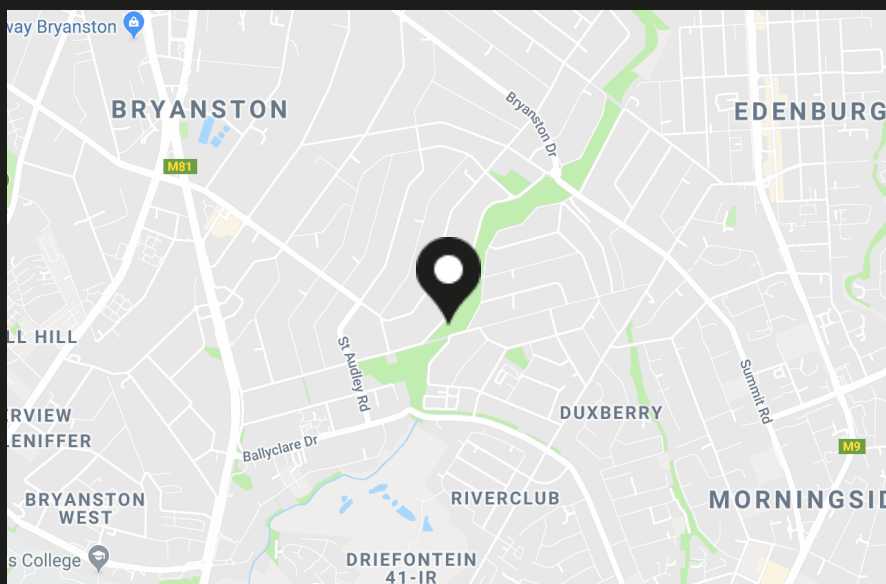 way Bryanston
BRYANSTON
Bryanston Dr
EDENBURG
M81
LL HILL
St Audley Rd
Summit Rd
ERVIEW
LENIFFER
DUXBERRY
Ballyclare Dr
M9
BRYANSTON
WEST
RIVERCLUB
MORNINGSID
s College
DRIEFONTEIN
41-IR